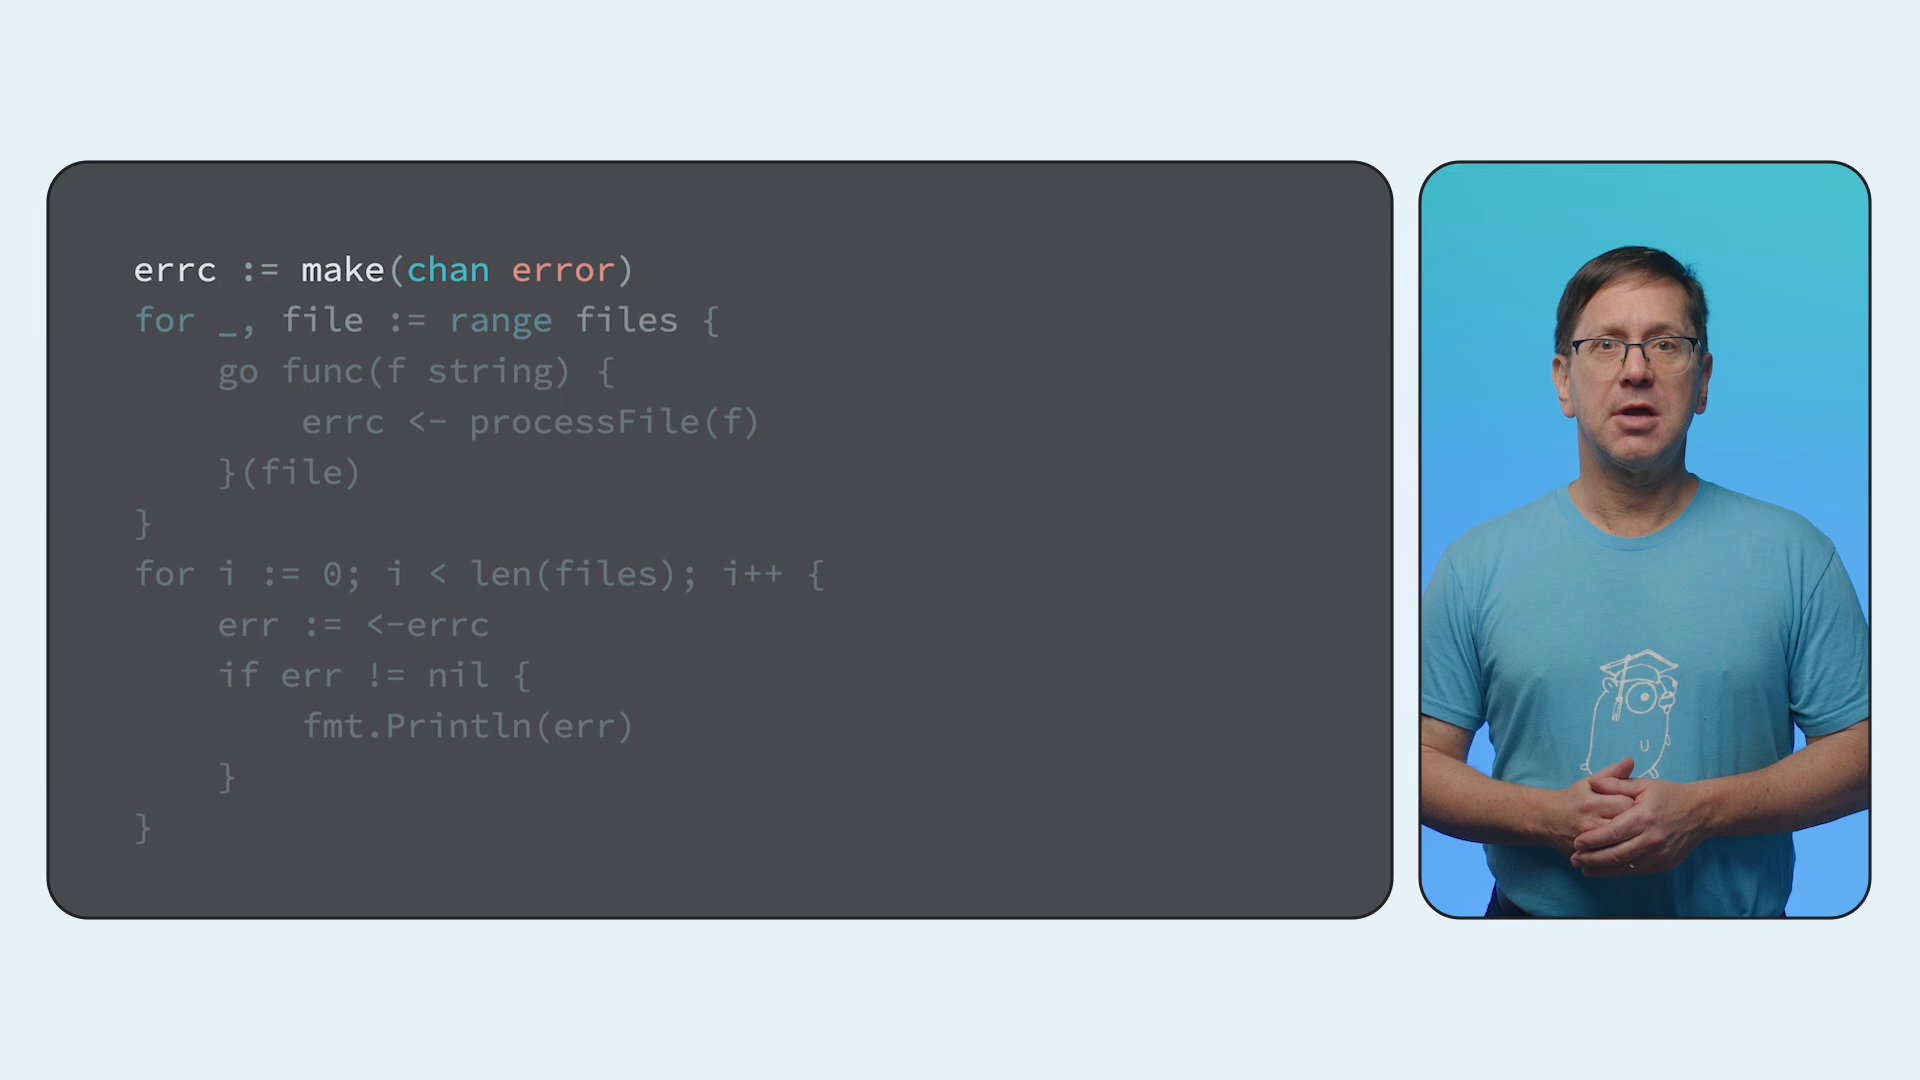 errc := make(chan error)
for _, file := range files {
    go func(f string) {
        errc <- processFile(f)
    }(file)
}
for i := 0; i < len(files); i++ {
    err := <-errc
    if err != nil {
        fmt.Println(err)
    }
}